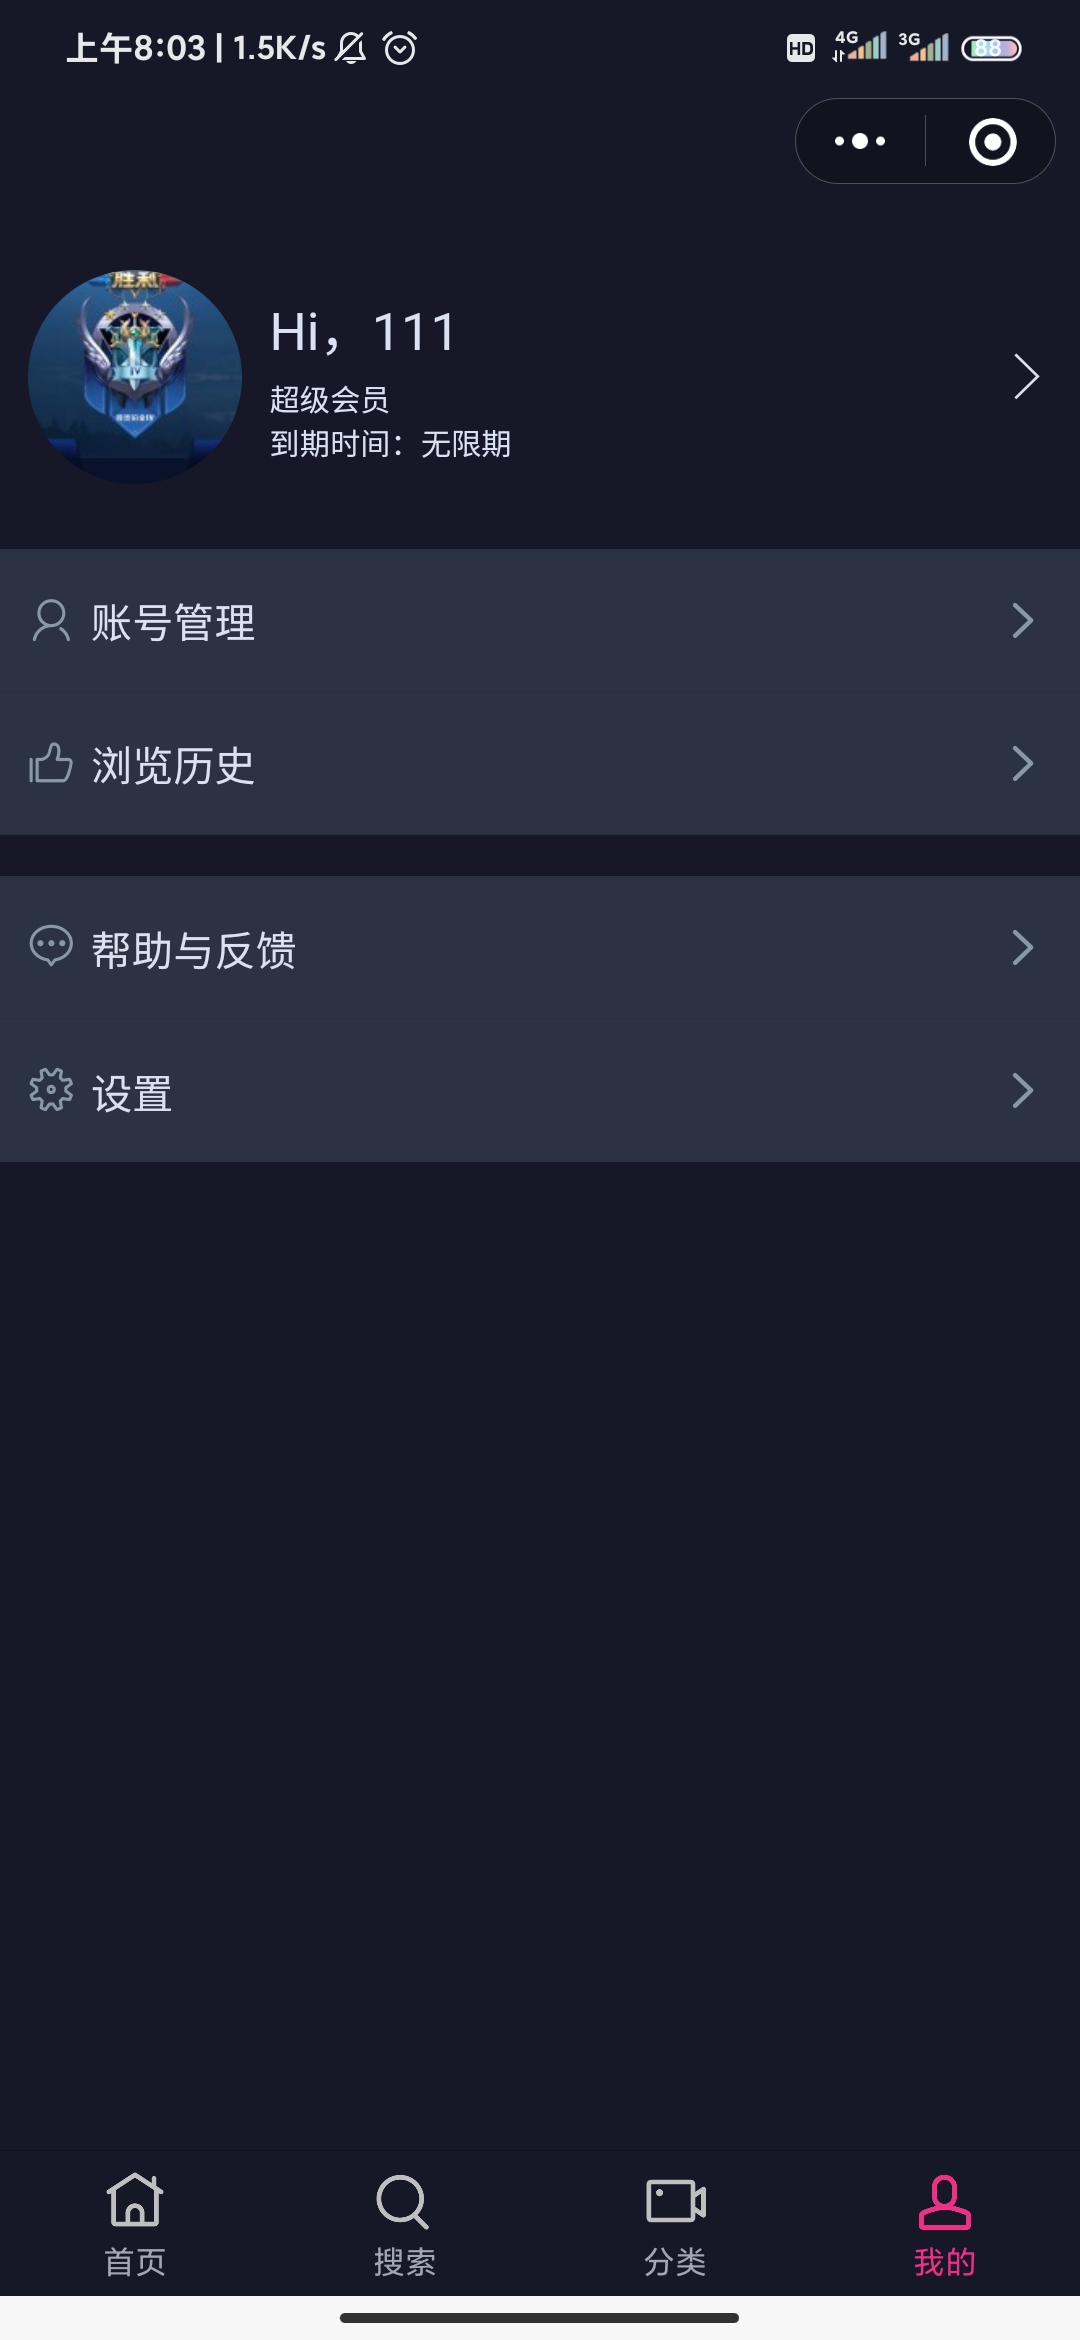 上午8:03 | 1.5K/s
HD 4G 3G 88
胜利
IV
Hi，111
超级会员
到期时间：无限期
账号管理
浏览历史
帮助与反馈
设置
首页 搜索 分类 我的